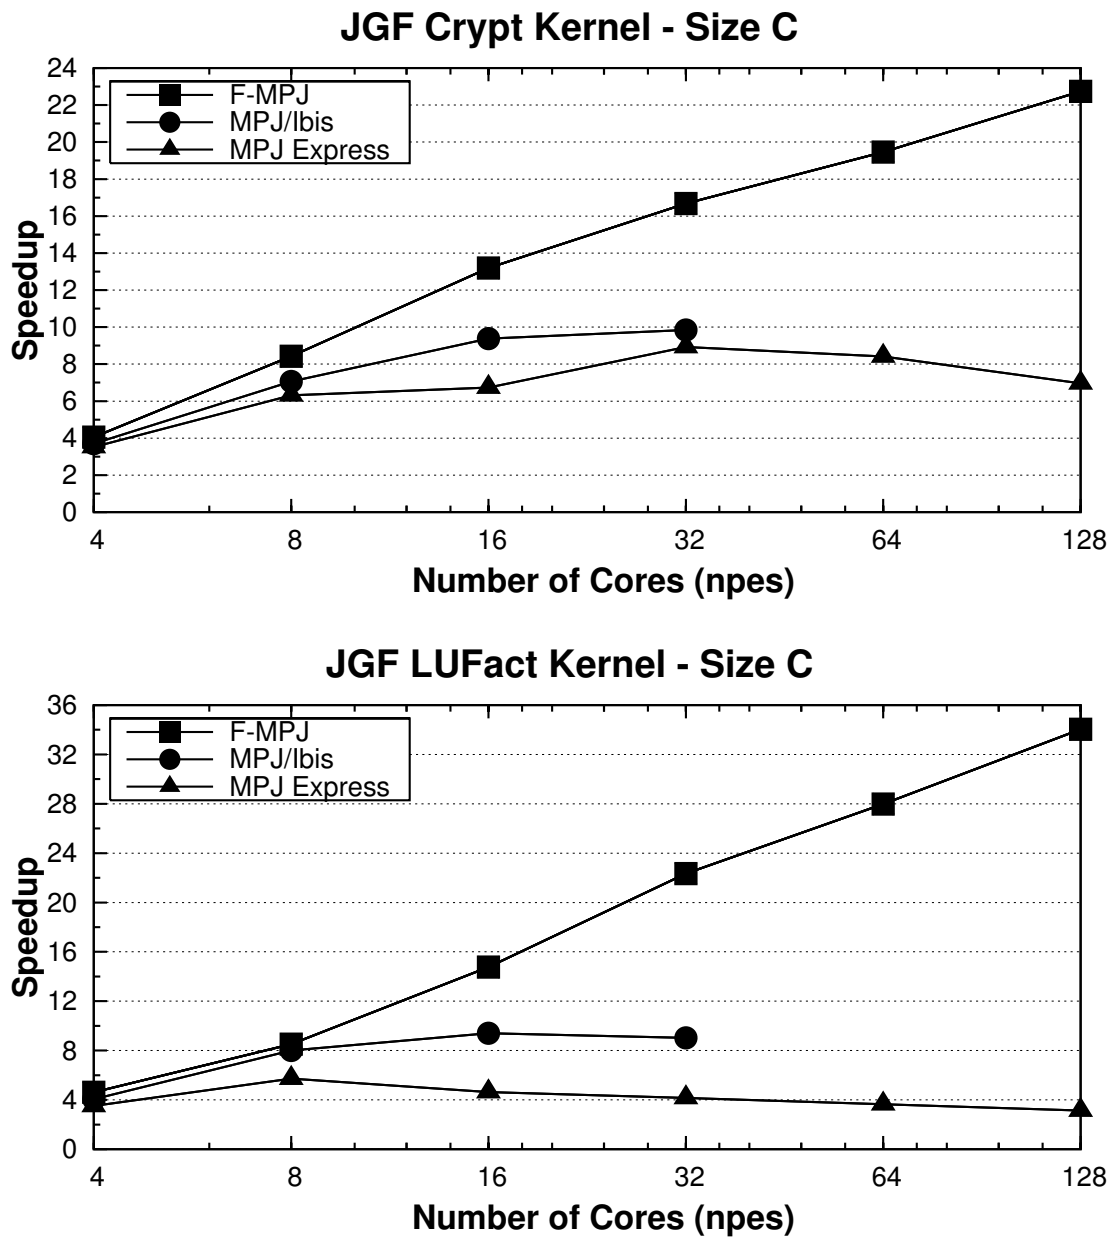 JGF Crypt Kernel - Size C
24
22
20
18
16
14
12
10
8
6
4
2
0
F-MPJ
MPJ/Ibis
MPJ Express
Speedup
4 8 16 32 64 128
Number of Cores (npes)
JGF LUFact Kernel - Size C
36
32
28
24
20
16
12
8
4
0
F-MPJ
MPJ/Ibis
MPJ Express
Speedup
4 8 16 32 64 128
Number of Cores (npes)